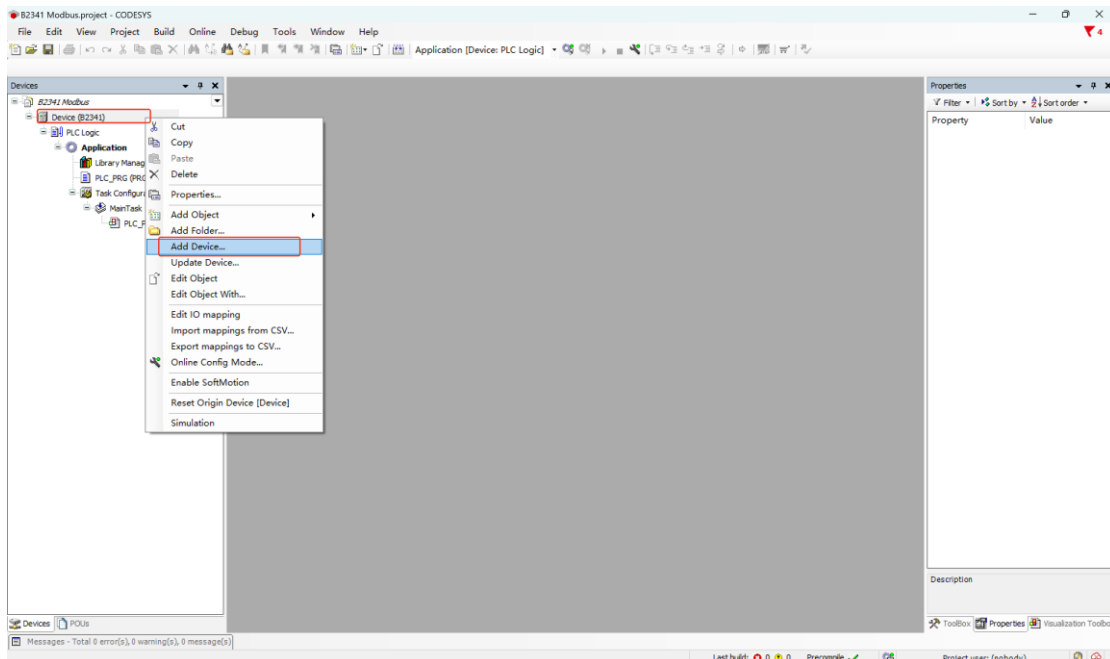 B2341 Modbus.project - CODESYS
File Edit View Project Build Online Debug Tools Window Help
4
Application [Device: PLC Logic]
Devices
B2341 Modbus
Device (B2341)
PLC Logic
Application
Library Manag
PLC_PRG (PRG
Task Configur
MainTask
PLC_P
Cut
Copy
Paste
Delete
Properties...
Add Object
Add Folder...
Add Device...
Update Device...
Edit Object
Edit Object With...
Edit IO mapping
Import mappings from CSV...
Export mappings to CSV...
Online Config Mode...
Enable SoftMotion
Reset Origin Device [Device]
Simulation
Properties
Filter Sort by Sort order
Property Value
Description
Devices POUs
ToolBox Properties Visualization Toolbo
Messages - Total 0 error(s), 0 warning(s), 0 message(s)
Last build: 0 0 Precompile Project user: (nobody)